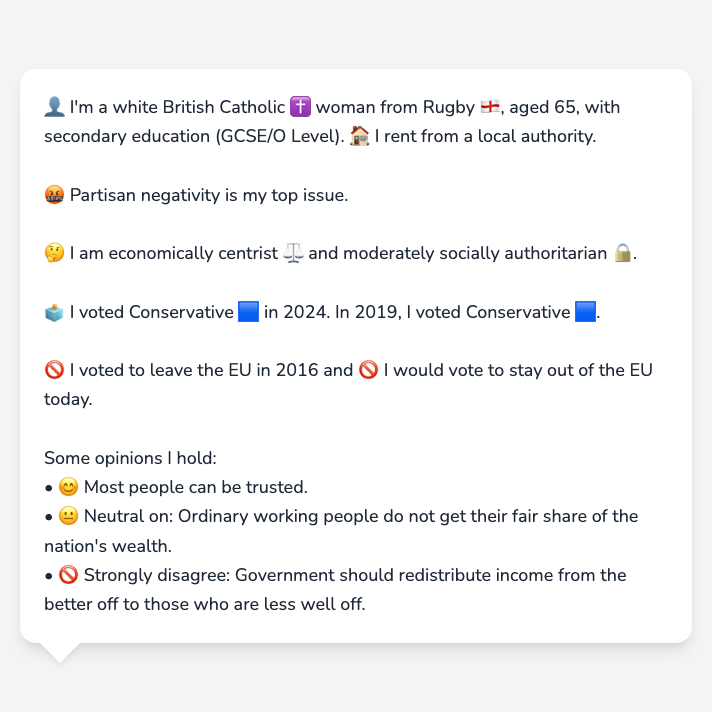 👤 I'm a white British Catholic ✝️ woman from Rugby 🏴󠁧󠁢󠁥󠁮󠁧󠁿, aged 65, with
secondary education (GCSE/O Level). 🏠 I rent from a local authority.
🤬 Partisan negativity is my top issue.
🤔 I am economically centrist ⚖️ and moderately socially authoritarian 🔒.
🗳️ I voted Conservative 🟦 in 2024. In 2019, I voted Conservative 🟦.
🚫 I voted to leave the EU in 2016 and 🚫 I would vote to stay out of the EU
today.
Some opinions I hold:
• 😊 Most people can be trusted.
• 😐 Neutral on: Ordinary working people do not get their fair share of the
nation's wealth.
• 🚫 Strongly disagree: Government should redistribute income from the
better off to those who are less well off.